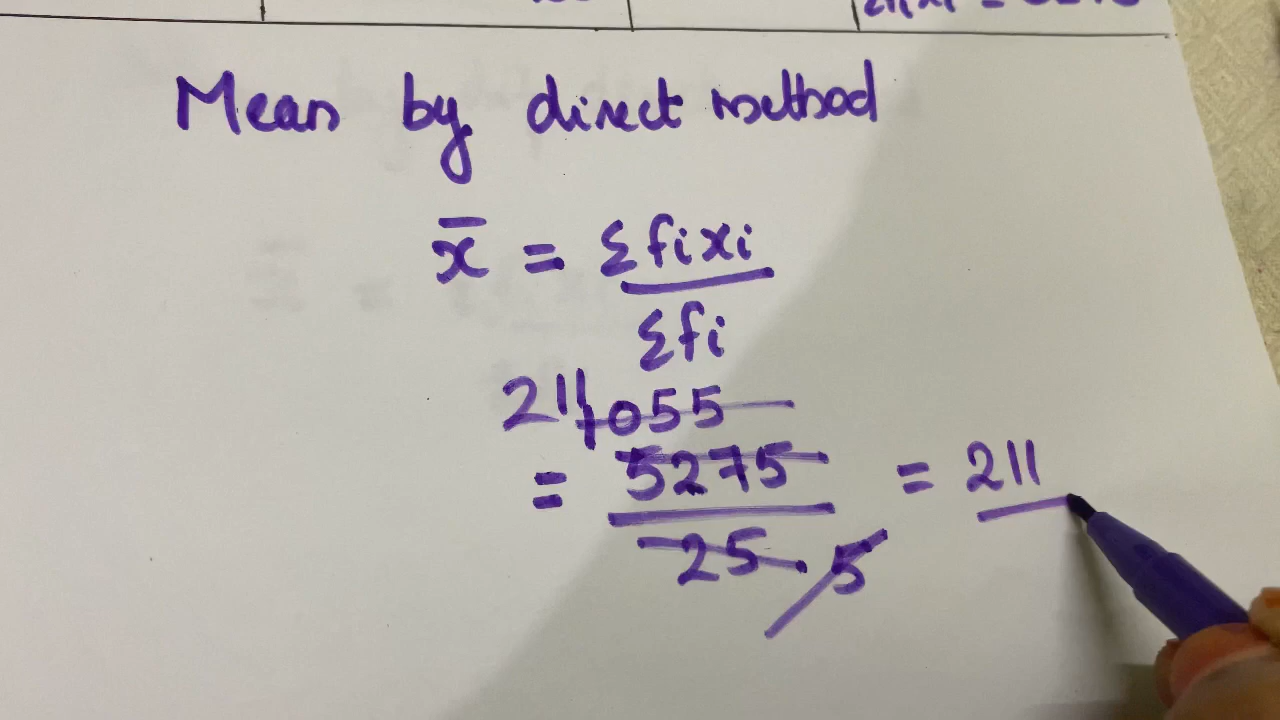 Mean by direct method
x̄ = Σfixi
Σfi
211 1055
= 5275 = 211
25 5